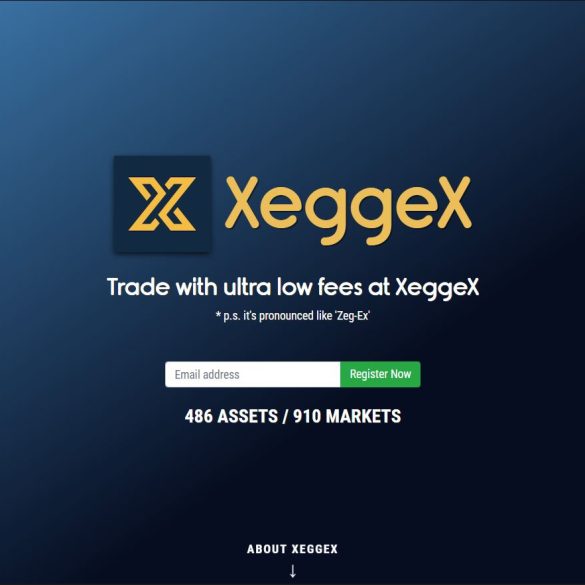 XeggeX
Trade with ultra low fees at XeggeX
* p.s. it's pronounced like 'Zeg-Ex'
Email address
Register Now
486 ASSETS / 910 MARKETS
ABOUT XEGGEX
↓